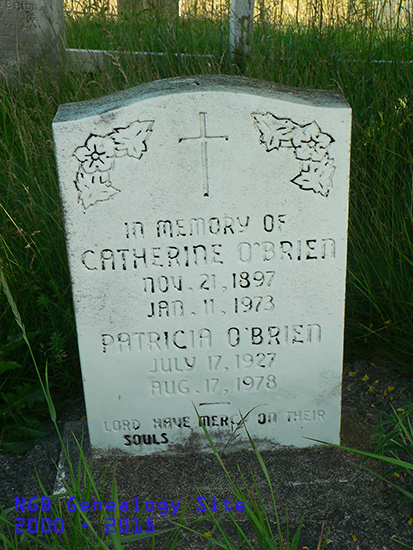 IN MEMORY OF
CATHERINE O'BRIEN
NOV. 21, 1897
JAN. 11, 1973
PATRICIA O'BRIEN
JULY 17, 1927
AUG. 17, 1978
LORD HAVE MERCY ON THEIR
SOULS
NGB Genealogy Site
2000 - 2015